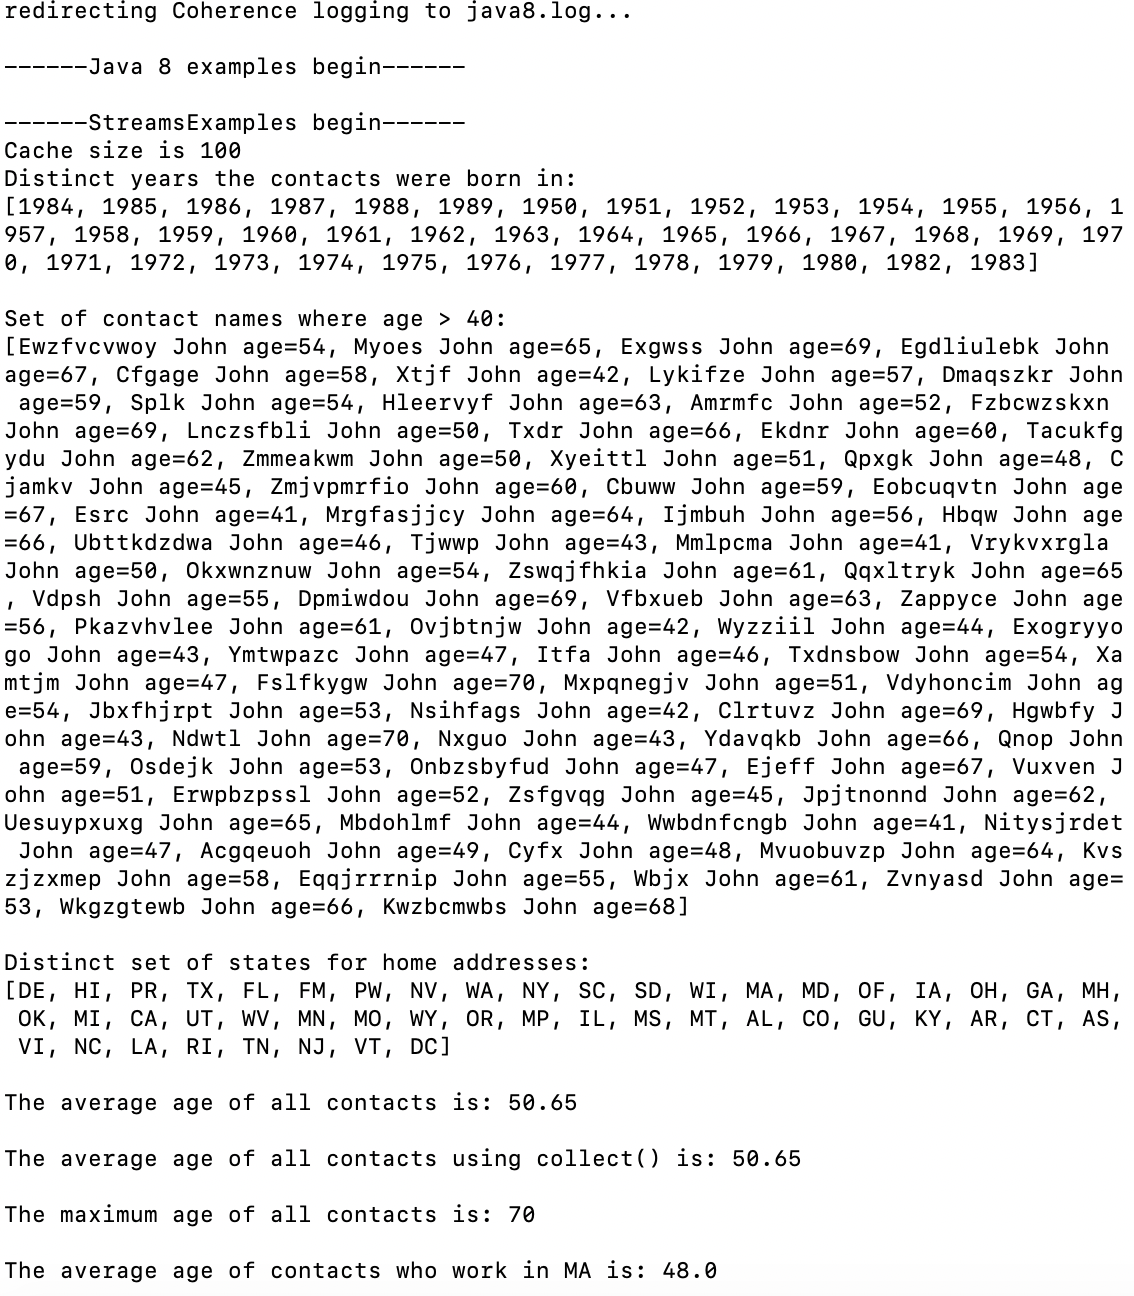 redirecting Coherence logging to java8.log...
------Java 8 examples begin------
------StreamsExamples begin------
Cache size is 100
Distinct years the contacts were born in:
[1984, 1985, 1986, 1987, 1988, 1989, 1950, 1951, 1952, 1953, 1954, 1955, 1956, 1
957, 1958, 1959, 1960, 1961, 1962, 1963, 1964, 1965, 1966, 1967, 1968, 1969, 197
0, 1971, 1972, 1973, 1974, 1975, 1976, 1977, 1978, 1979, 1980, 1982, 1983]
Set of contact names where age > 40:
[Ewzfvcvwoy John age=54, Myoes John age=65, Exgwss John age=69, Egdliulebk John
age=67, Cfgage John age=58, Xtjf John age=42, Lykifze John age=57, Dmaqszkr John
 age=59, Splk John age=54, Hleervyf John age=63, Amrmfc John age=52, Fzbcwzskxn
John age=69, Lnczsfbli John age=50, Txdr John age=66, Ekdnr John age=60, Tacukfg
ydu John age=62, Zmmeakwm John age=50, Xyeittl John age=51, Qpxgk John age=48, C
jamkv John age=45, Zmjvpmrfio John age=60, Cbuww John age=59, Eobcuqvtn John age
=67, Esrc John age=41, Mrgfasjjcy John age=64, Ijmbuh John age=56, Hbqw John age
=66, Ubttkdzdwa John age=46, Tjwwp John age=43, Mmlpcma John age=41, Vrykvxrgla
John age=50, Okxwnznuw John age=54, Zswqjfhkia John age=61, Qqxltryk John age=65
, Vdpsh John age=55, Dpmiwdou John age=69, Vfbxueb John age=63, Zappyce John age
=56, Pkazvhvlee John age=61, Ovjbtnjw John age=42, Wyzziil John age=44, Exogryyo
go John age=43, Ymtwpazc John age=47, Itfa John age=46, Txdnsbow John age=54, Xa
mtjm John age=47, Fslfkygw John age=70, Mxpqnegjv John age=51, Vdyhoncim John ag
e=54, Jbxfhjrpt John age=53, Nsihfags John age=42, Clrtuvz John age=69, Hgwbfy J
ohn age=43, Ndwtl John age=70, Nxguo John age=43, Ydavqkb John age=66, Qnop John
 age=59, Osdejk John age=53, Onbzsbyfud John age=47, Ejeff John age=67, Vuxven J
ohn age=51, Erwpbzpssl John age=52, Zsfgvqg John age=45, Jpjtnonnd John age=62,
Uesuypxuxg John age=65, Mbdohlmf John age=44, Wwbdnfcngb John age=41, Nitysjrdet
 John age=47, Acgqeuoh John age=49, Cyfx John age=48, Mvuobuvzp John age=64, Kvs
zjzxmep John age=58, Eqqjrrrnip John age=55, Wbjx John age=61, Zvnyasd John age=
53, Wkgzgtewb John age=66, Kwzbcmwbs John age=68]
Distinct set of states for home addresses:
[DE, HI, PR, TX, FL, FM, PW, NV, WA, NY, SC, SD, WI, MA, MD, OF, IA, OH, GA, MH,
 OK, MI, CA, UT, WV, MN, MO, WY, OR, MP, IL, MS, MT, AL, CO, GU, KY, AR, CT, AS,
 VI, NC, LA, RI, TN, NJ, VT, DC]
The average age of all contacts is: 50.65
The average age of all contacts using collect() is: 50.65
The maximum age of all contacts is: 70
The average age of contacts who work in MA is: 48.0